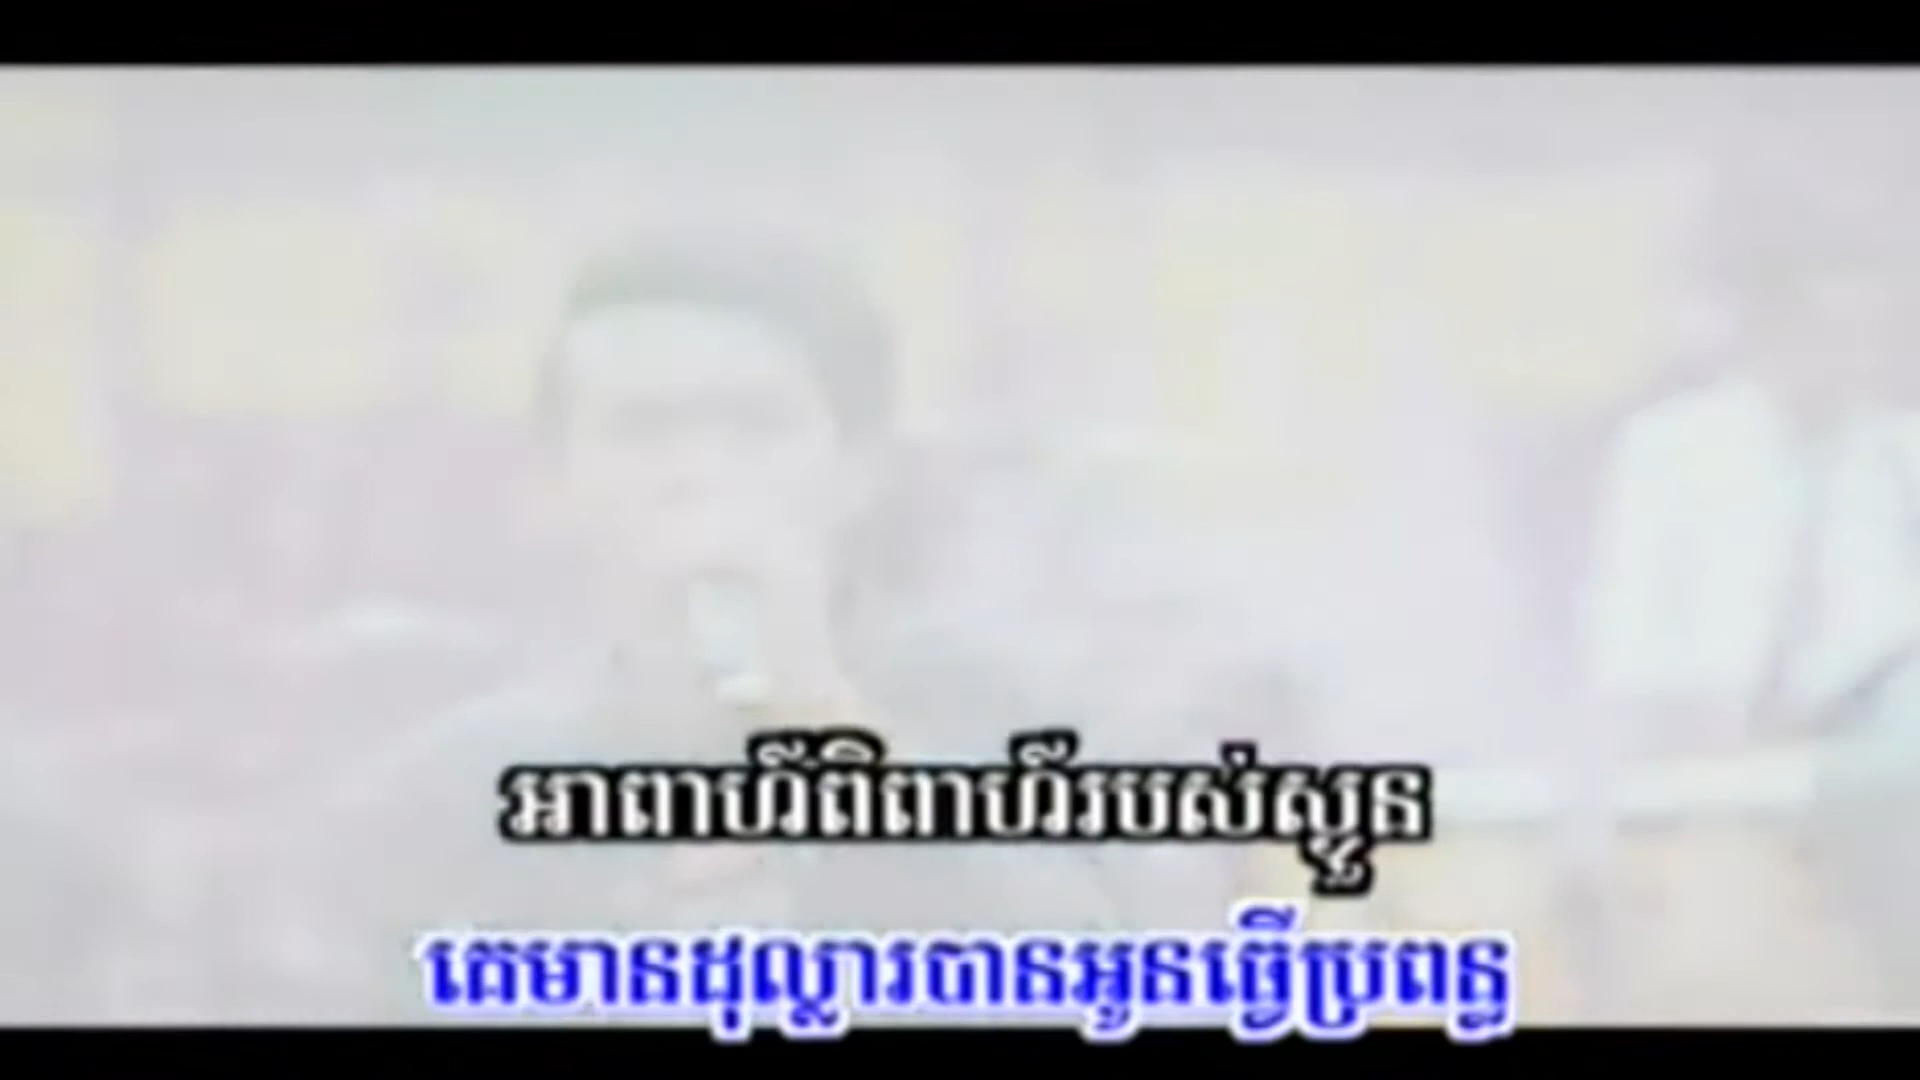 អាពាហ៍ពិពាហ៍របស់ស្ងួន
គេមានដុល្លារបានអូនធ្វើប្រពន្ធ